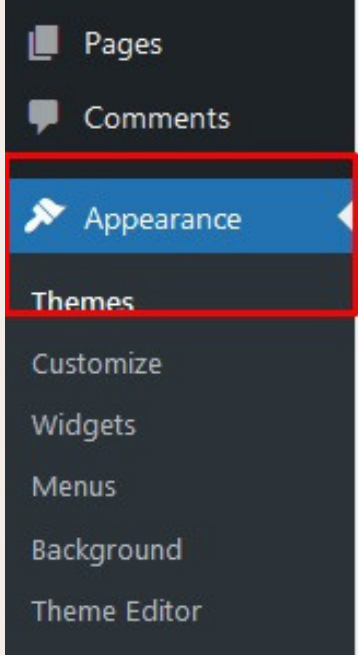 Pages
Comments
Appearance
Themes
Customize
Widgets
Menus
Background
Theme Editor